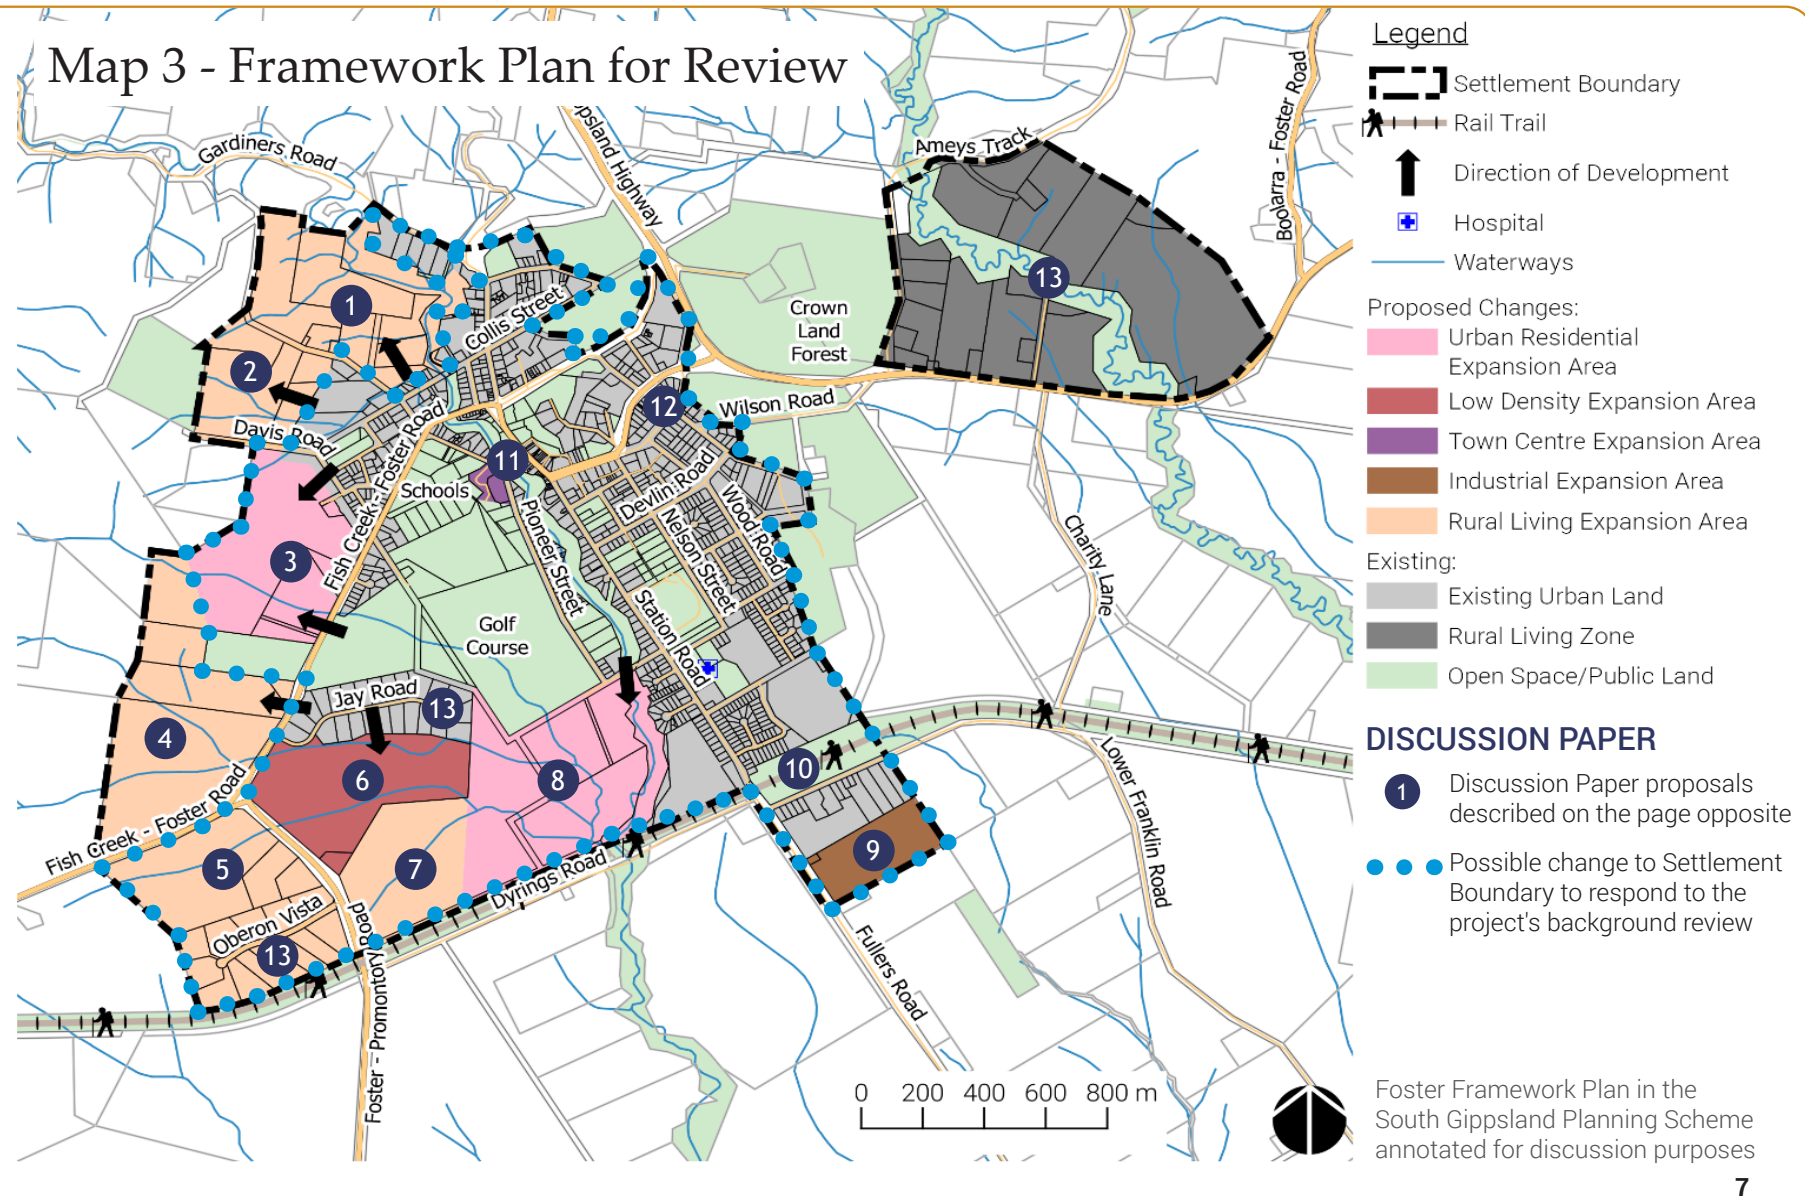 Map 3 - Framework Plan for Review
Gardiners Road
ppsland Highway
Ameys Track
Boolarra - Foster Road
13
1
Collis Street
Crown
Land
Forest
2
12
Wilson Road
Davis Road
Fish Creek - Foster Road
11
Schools
Devlin Road
Wood Road
Pioneer Street
Nelson Street
3
Charity Lane
Station Road
Golf
Course
Jay Road
13
4
10
6
8
Lower Franklin Road
Fish Creek - Foster Road
9
5
7
Dyrings Road
Oberon Vista
13
Fullers Road
Foster - Promontory Road
0 200 400 600 800 m
Legend
Settlement Boundary
Rail Trail
Direction of Development
Hospital
Waterways
Proposed Changes:
Urban Residential
Expansion Area
Low Density Expansion Area
Town Centre Expansion Area
Industrial Expansion Area
Rural Living Expansion Area
Existing:
Existing Urban Land
Rural Living Zone
Open Space/Public Land
DISCUSSION PAPER
1 Discussion Paper proposals
described on the page opposite
Possible change to Settlement
Boundary to respond to the
project's background review
Foster Framework Plan in the
South Gippsland Planning Scheme
annotated for discussion purposes
7